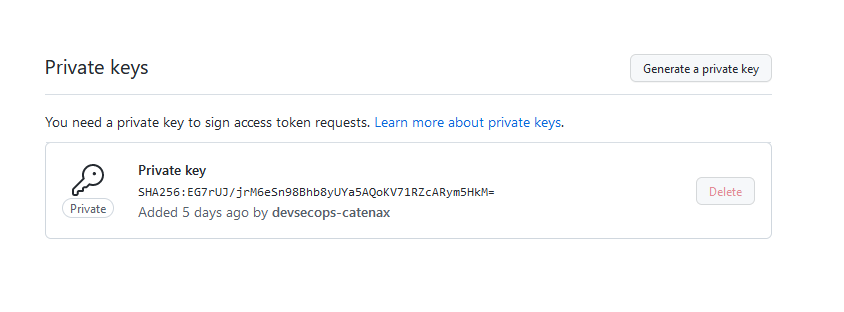 Private keys
Generate a private key
You need a private key to sign access token requests. Learn more about private keys.
Private key
SHA256:EG7rUJ/jrM6eSn98Bhb8yUYa5AQoKV71RZcARym5HkM=
Private
Added 5 days ago by devsecops-catenax
Delete